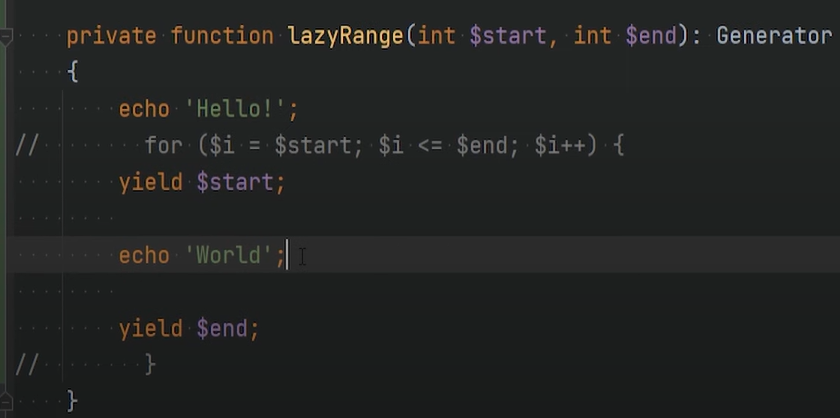 private function lazyRange(int $start, int $end): Generator
{
echo 'Hello!';
// for ($i = $start; $i <= $end; $i++) {
yield $start;
echo 'World';
yield $end;
// }
}